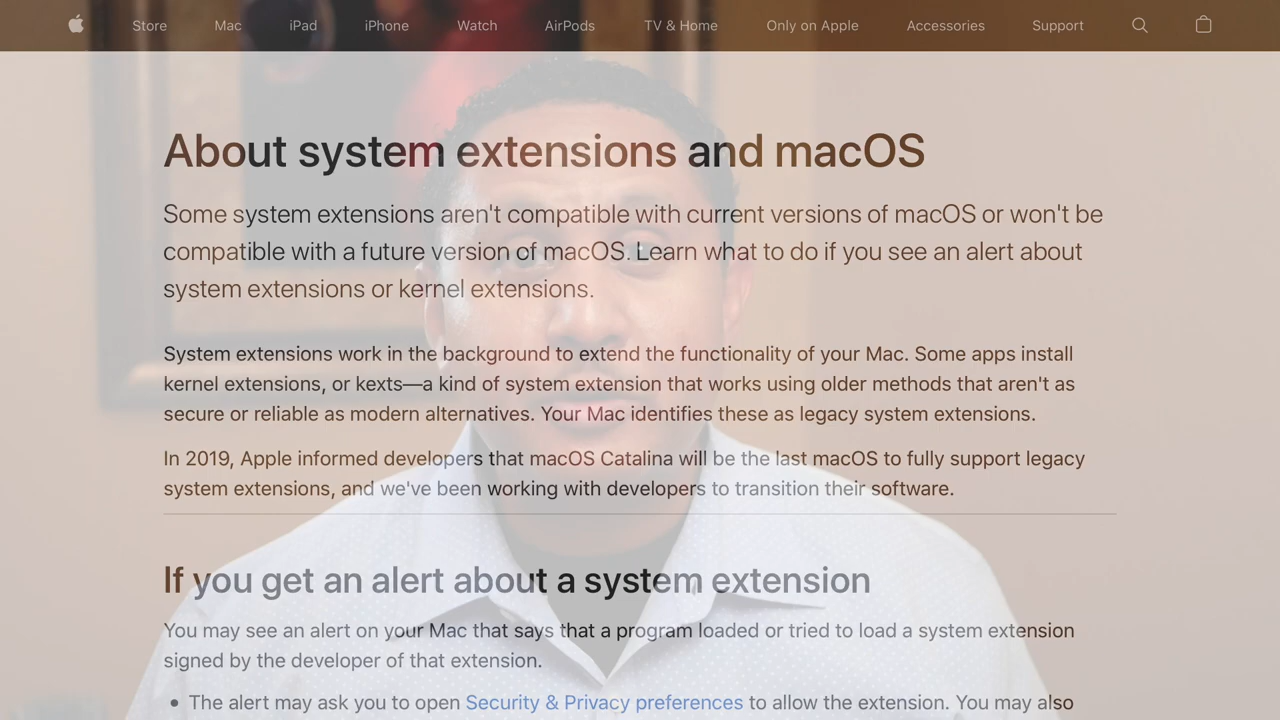 Store Mac iPad iPhone Watch AirPods TV & Home Only on Apple Accessories Support
About system extensions and macOS
Some system extensions aren't compatible with current versions of macOS or won't be
compatible with a future version of macOS. Learn what to do if you see an alert about
system extensions or kernel extensions.
System extensions work in the background to extend the functionality of your Mac. Some apps install
kernel extensions, or kexts—a kind of system extension that works using older methods that aren't as
secure or reliable as modern alternatives. Your Mac identifies these as legacy system extensions.
In 2019, Apple informed developers that macOS Catalina will be the last macOS to fully support legacy
system extensions, and we've been working with developers to transition their software.
If you get an alert about a system extension
You may see an alert on your Mac that says that a program loaded or tried to load a system extension
signed by the developer of that extension.
• The alert may ask you to open Security & Privacy preferences to allow the extension. You may also